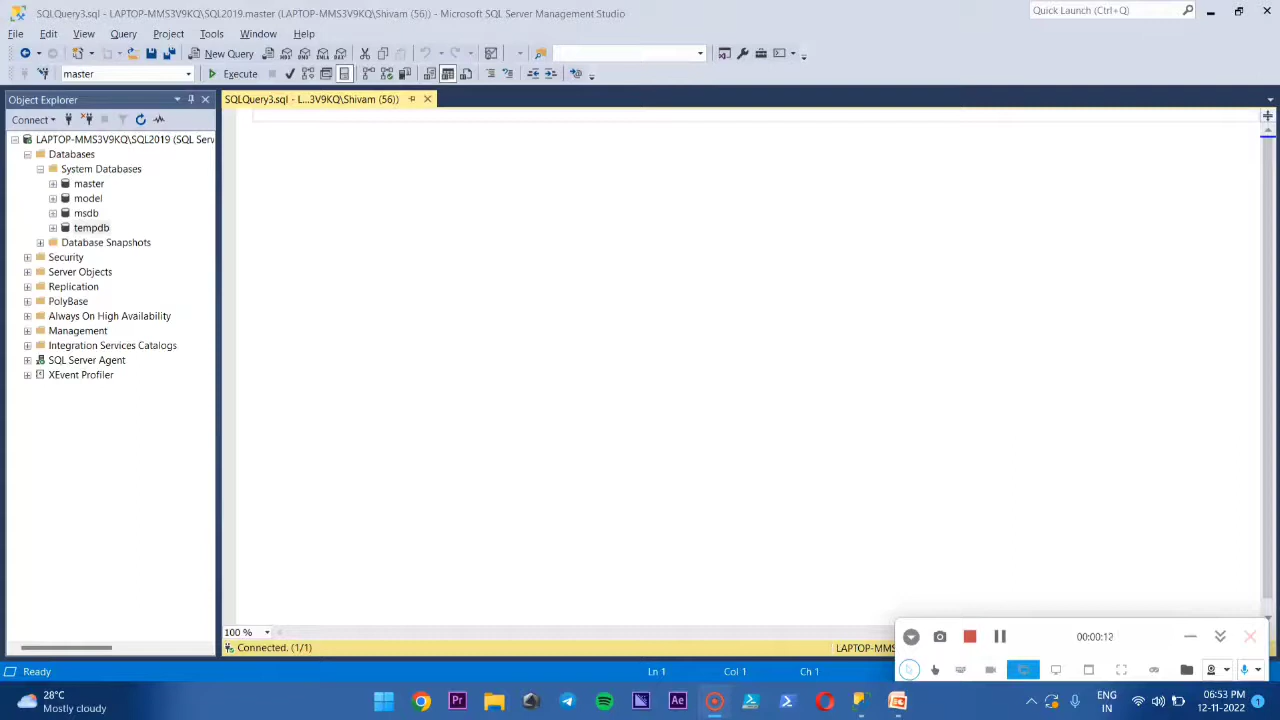 SQLQuery3.sql - LAPTOP-MMS3V9KQ\SQL2019.master (LAPTOP-MMS3V9KQ\Shivam (56)) - Microsoft SQL Server Management Studio
Quick Launch (Ctrl+Q)
File Edit View Query Project Tools Window Help
New Query
master
Execute
Object Explorer
SQLQuery3.sql - L...3V9KQ\Shivam (56))
Connect
LAPTOP-MMS3V9KQ\SQL2019 (SQL Serv
Databases
System Databases
master
model
msdb
tempdb
Database Snapshots
Security
Server Objects
Replication
PolyBase
Always On High Availability
Management
Integration Services Catalogs
SQL Server Agent
XEvent Profiler
100 %
Connected. (1/1)
LAPTOP-MMS
00:00:12
Ready
Ln 1
Col 1
Ch 1
28°C
Mostly cloudy
Pr
Ae
ENG
IN
06:53 PM
12-11-2022